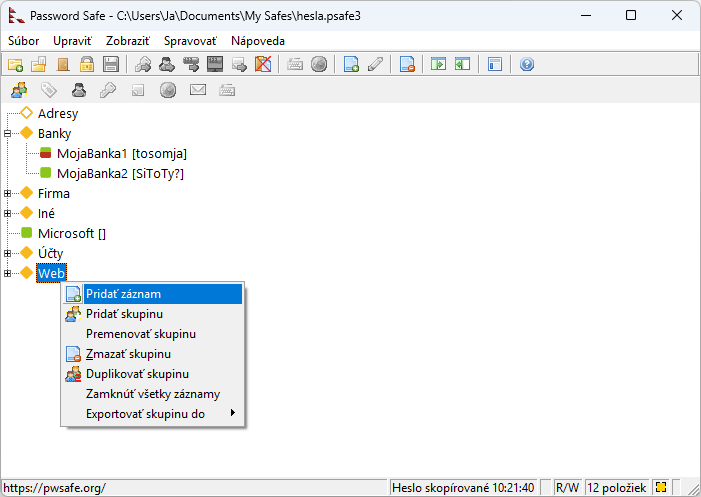 Password Safe - C:\Users\Ja\Documents\My Safes\hesla.psafe3
Súbor Upraviť Zobraziť Spravovať Nápoveda
Adresy
Banky
MojaBanka1 [tosomja]
MojaBanka2 [SiToTy?]
Firma
Iné
Microsoft []
Účty
Web
Pridať záznam
Pridať skupinu
Premenovať skupinu
Zmazať skupinu
Duplikovať skupinu
Zamknúť všetky záznamy
Exportovať skupinu do
https://pwsafe.org/ Heslo skopírované 10:21:40 R/W 12 položiek